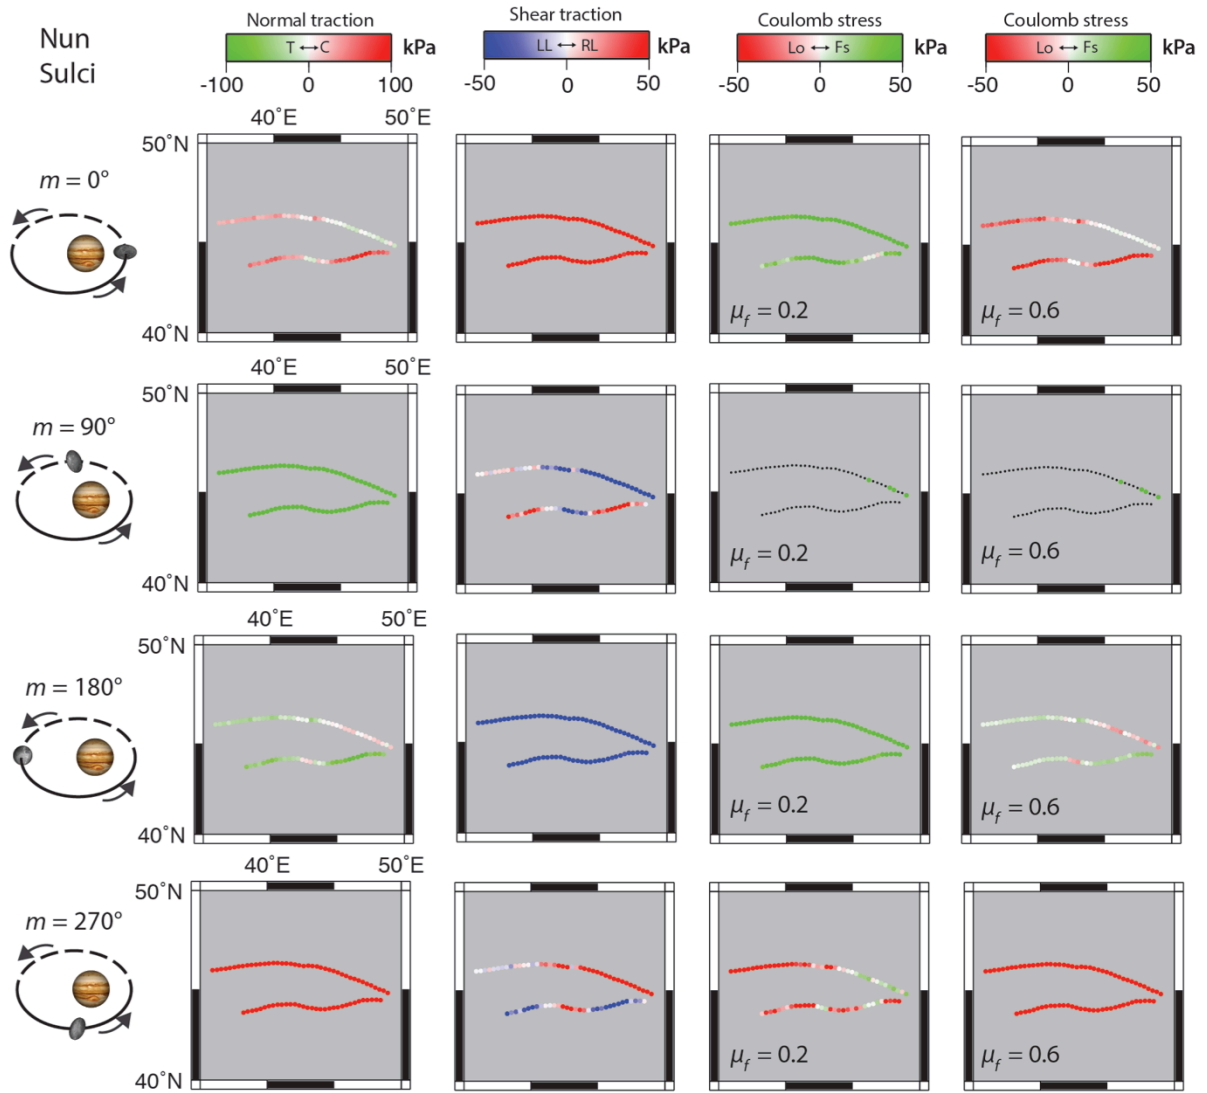 Nun
Sulci
Normal traction
T ↔ C
kPa
-100 0 100
Shear traction
LL ↔ RL
kPa
-50 0 50
Coulomb stress
Lo ↔ Fs
kPa
-50 0 50
Coulomb stress
Lo ↔ Fs
kPa
-50 0 50
40˚E 50˚E
50˚N
m = 0°
μf = 0.2
μf = 0.6
40˚N
40˚E 50˚E
50˚N
m = 90°
μf = 0.2
μf = 0.6
40˚N
40˚E 50˚E
50˚N
m = 180°
μf = 0.2
μf = 0.6
40˚N
40˚E 50˚E
50˚N
m = 270°
μf = 0.2
μf = 0.6
40˚N